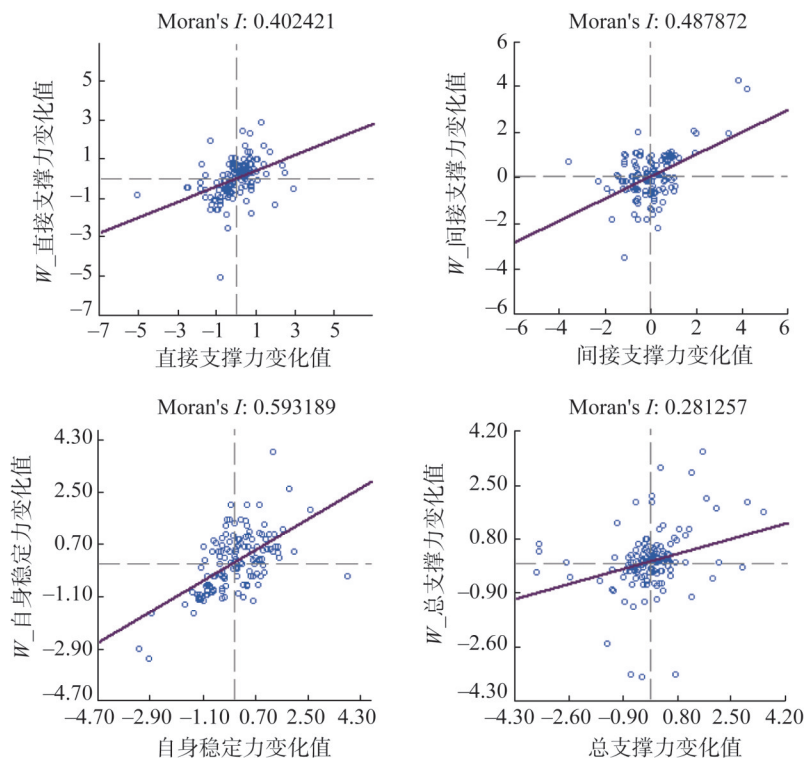 Moran's I: 0.402421
W_直接支撑力变化值
5
3
1
−1
−3
−5
−7
−7 −5 −3 −1 1 3 5
直接支撑力变化值
Moran's I: 0.487872
W_间接支撑力变化值
6
4
2
0
−2
−4
−6
−6 −4 −2 0 2 4 6
间接支撑力变化值
Moran's I: 0.593189
W_自身稳定力变化值
4.30
2.50
0.70
−1.10
−2.90
−4.70
−4.70 −2.90 −1.10 0.70 2.50 4.30
自身稳定力变化值
Moran's I: 0.281257
W_总支撑力变化值
4.20
2.50
0.80
−0.90
−2.60
−4.30
−4.30 −2.60 −0.90 0.80 2.50 4.20
总支撑力变化值